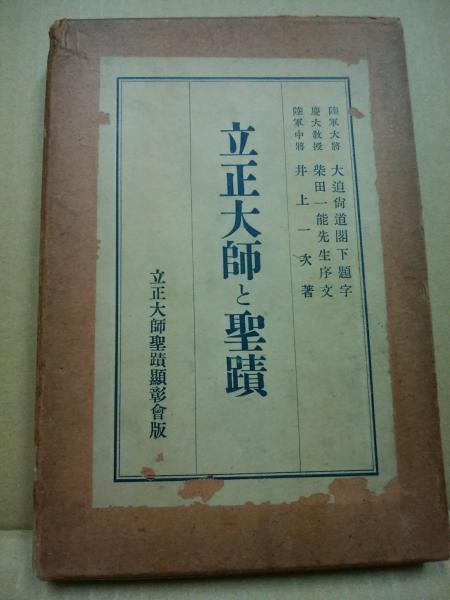 陸軍大將 大迫尙道閣下題字
慶大敎授 柴田一能先生序文
陸軍中將 井上一次著
立正大師と聖蹟
立正大師聖蹟顯彰會版